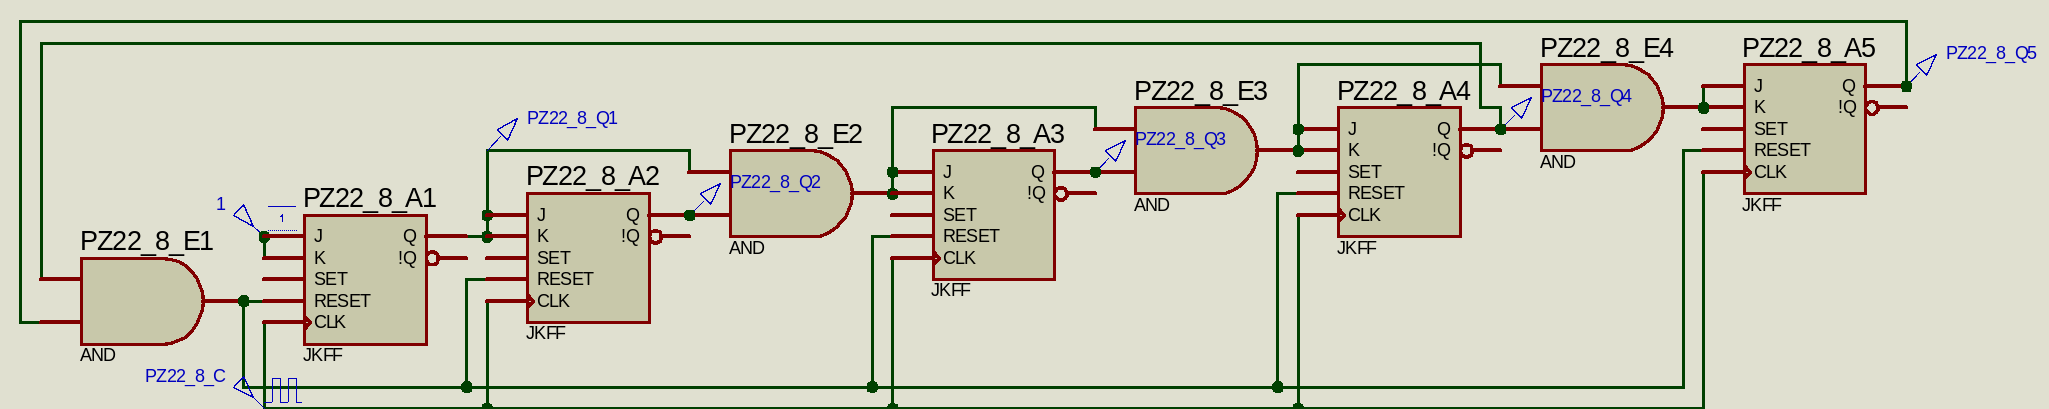 PZ22_8_E1
AND
PZ22_8_C
1
1
PZ22_8_A1
J
Q
K
!Q
SET
RESET
CLK
JKFF
PZ22_8_Q1
PZ22_8_A2
J
Q
K
!Q
SET
RESET
CLK
JKFF
PZ22_8_E2
PZ22_8_Q2
AND
PZ22_8_A3
J
Q
K
!Q
SET
RESET
CLK
JKFF
PZ22_8_E3
PZ22_8_Q3
AND
PZ22_8_A4
J
Q
K
!Q
SET
RESET
CLK
JKFF
PZ22_8_E4
PZ22_8_Q4
AND
PZ22_8_A5
J
Q
K
!Q
SET
RESET
CLK
JKFF
PZ22_8_Q5